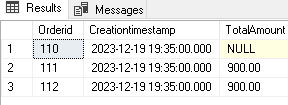 Results Messages
Orderid Creationtimestamp TotalAmount
1 110 2023-12-19 19:35:00.000 NULL
2 111 2023-12-19 19:35:00.000 900.00
3 112 2023-12-19 19:35:00.000 900.00